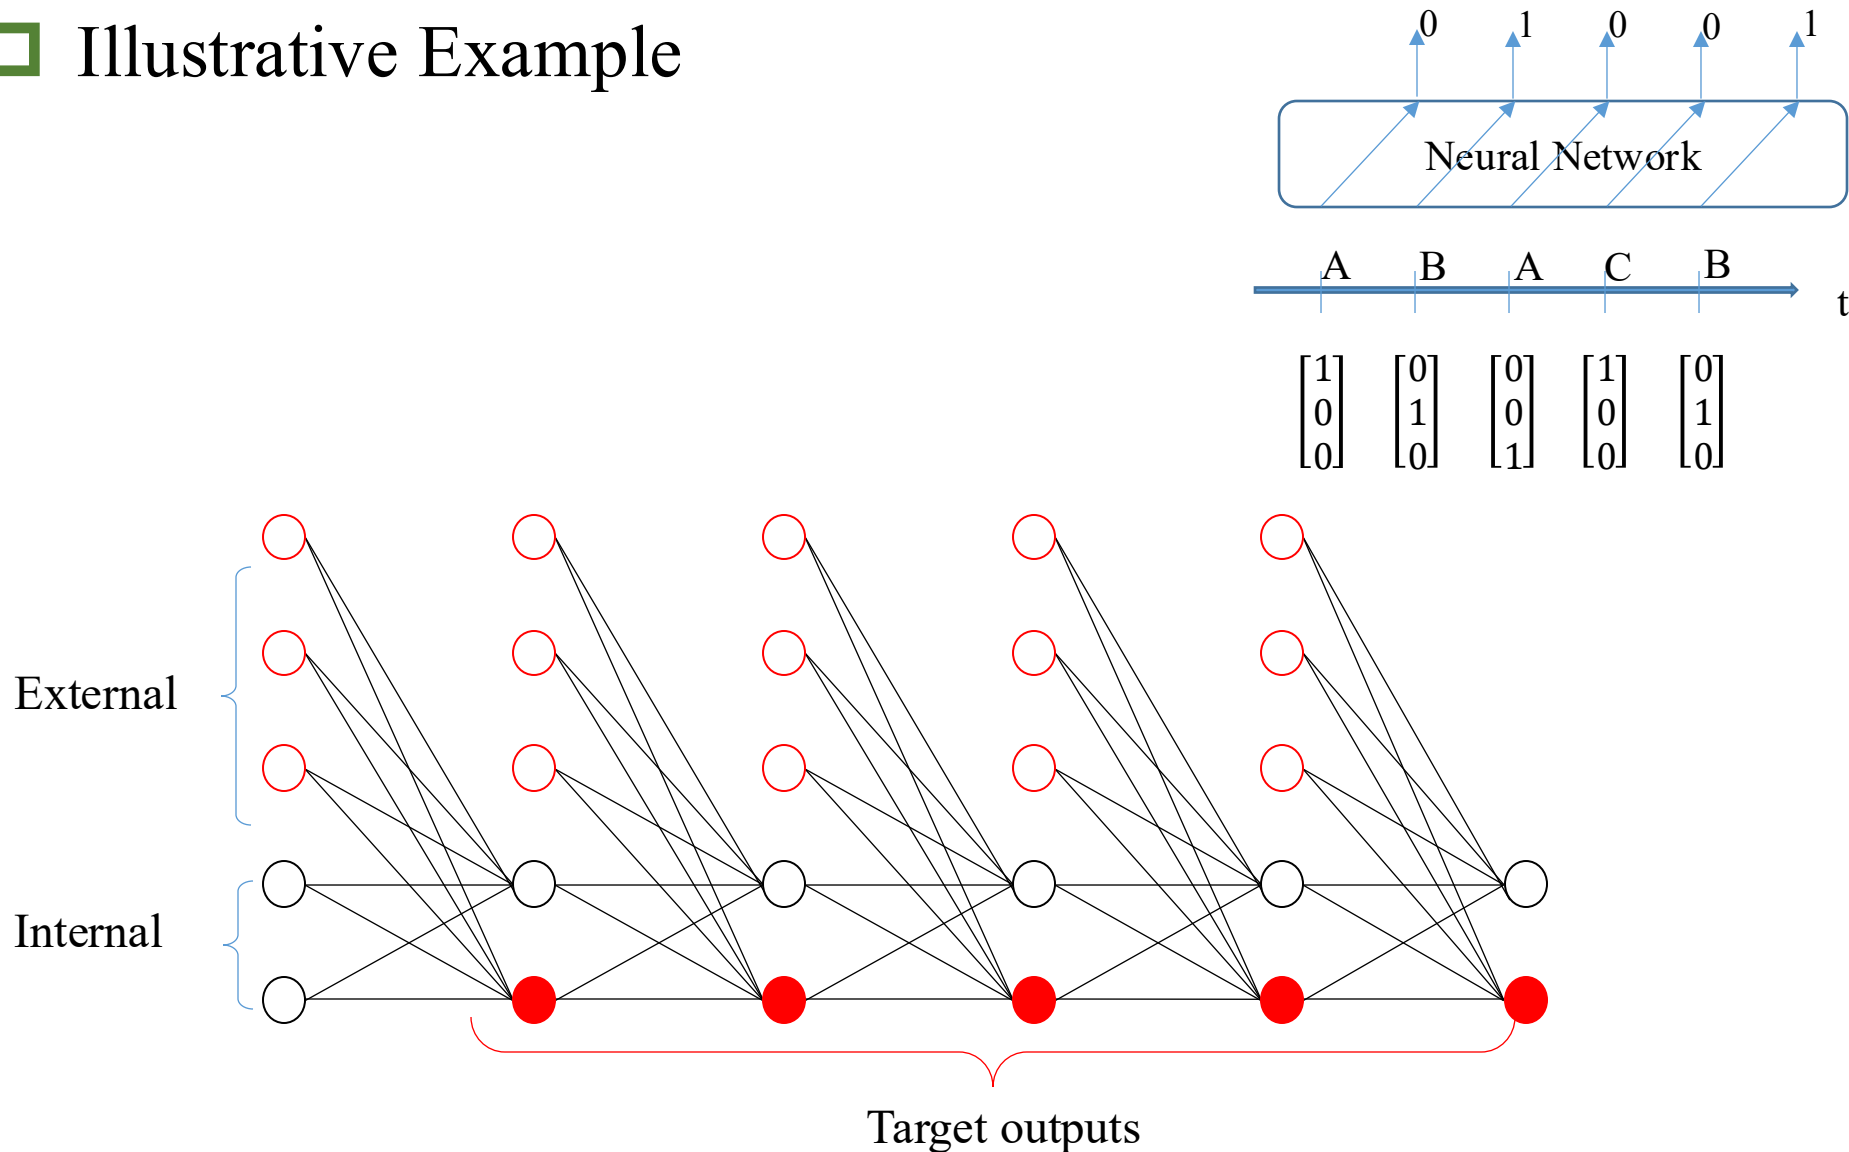 Illustrative Example
0 1 0 0 1
Neural Network
A B A C B
t
1 0 0 1 0
0 1 0 0 1
0 0 1 0 0
External
Internal
Target outputs